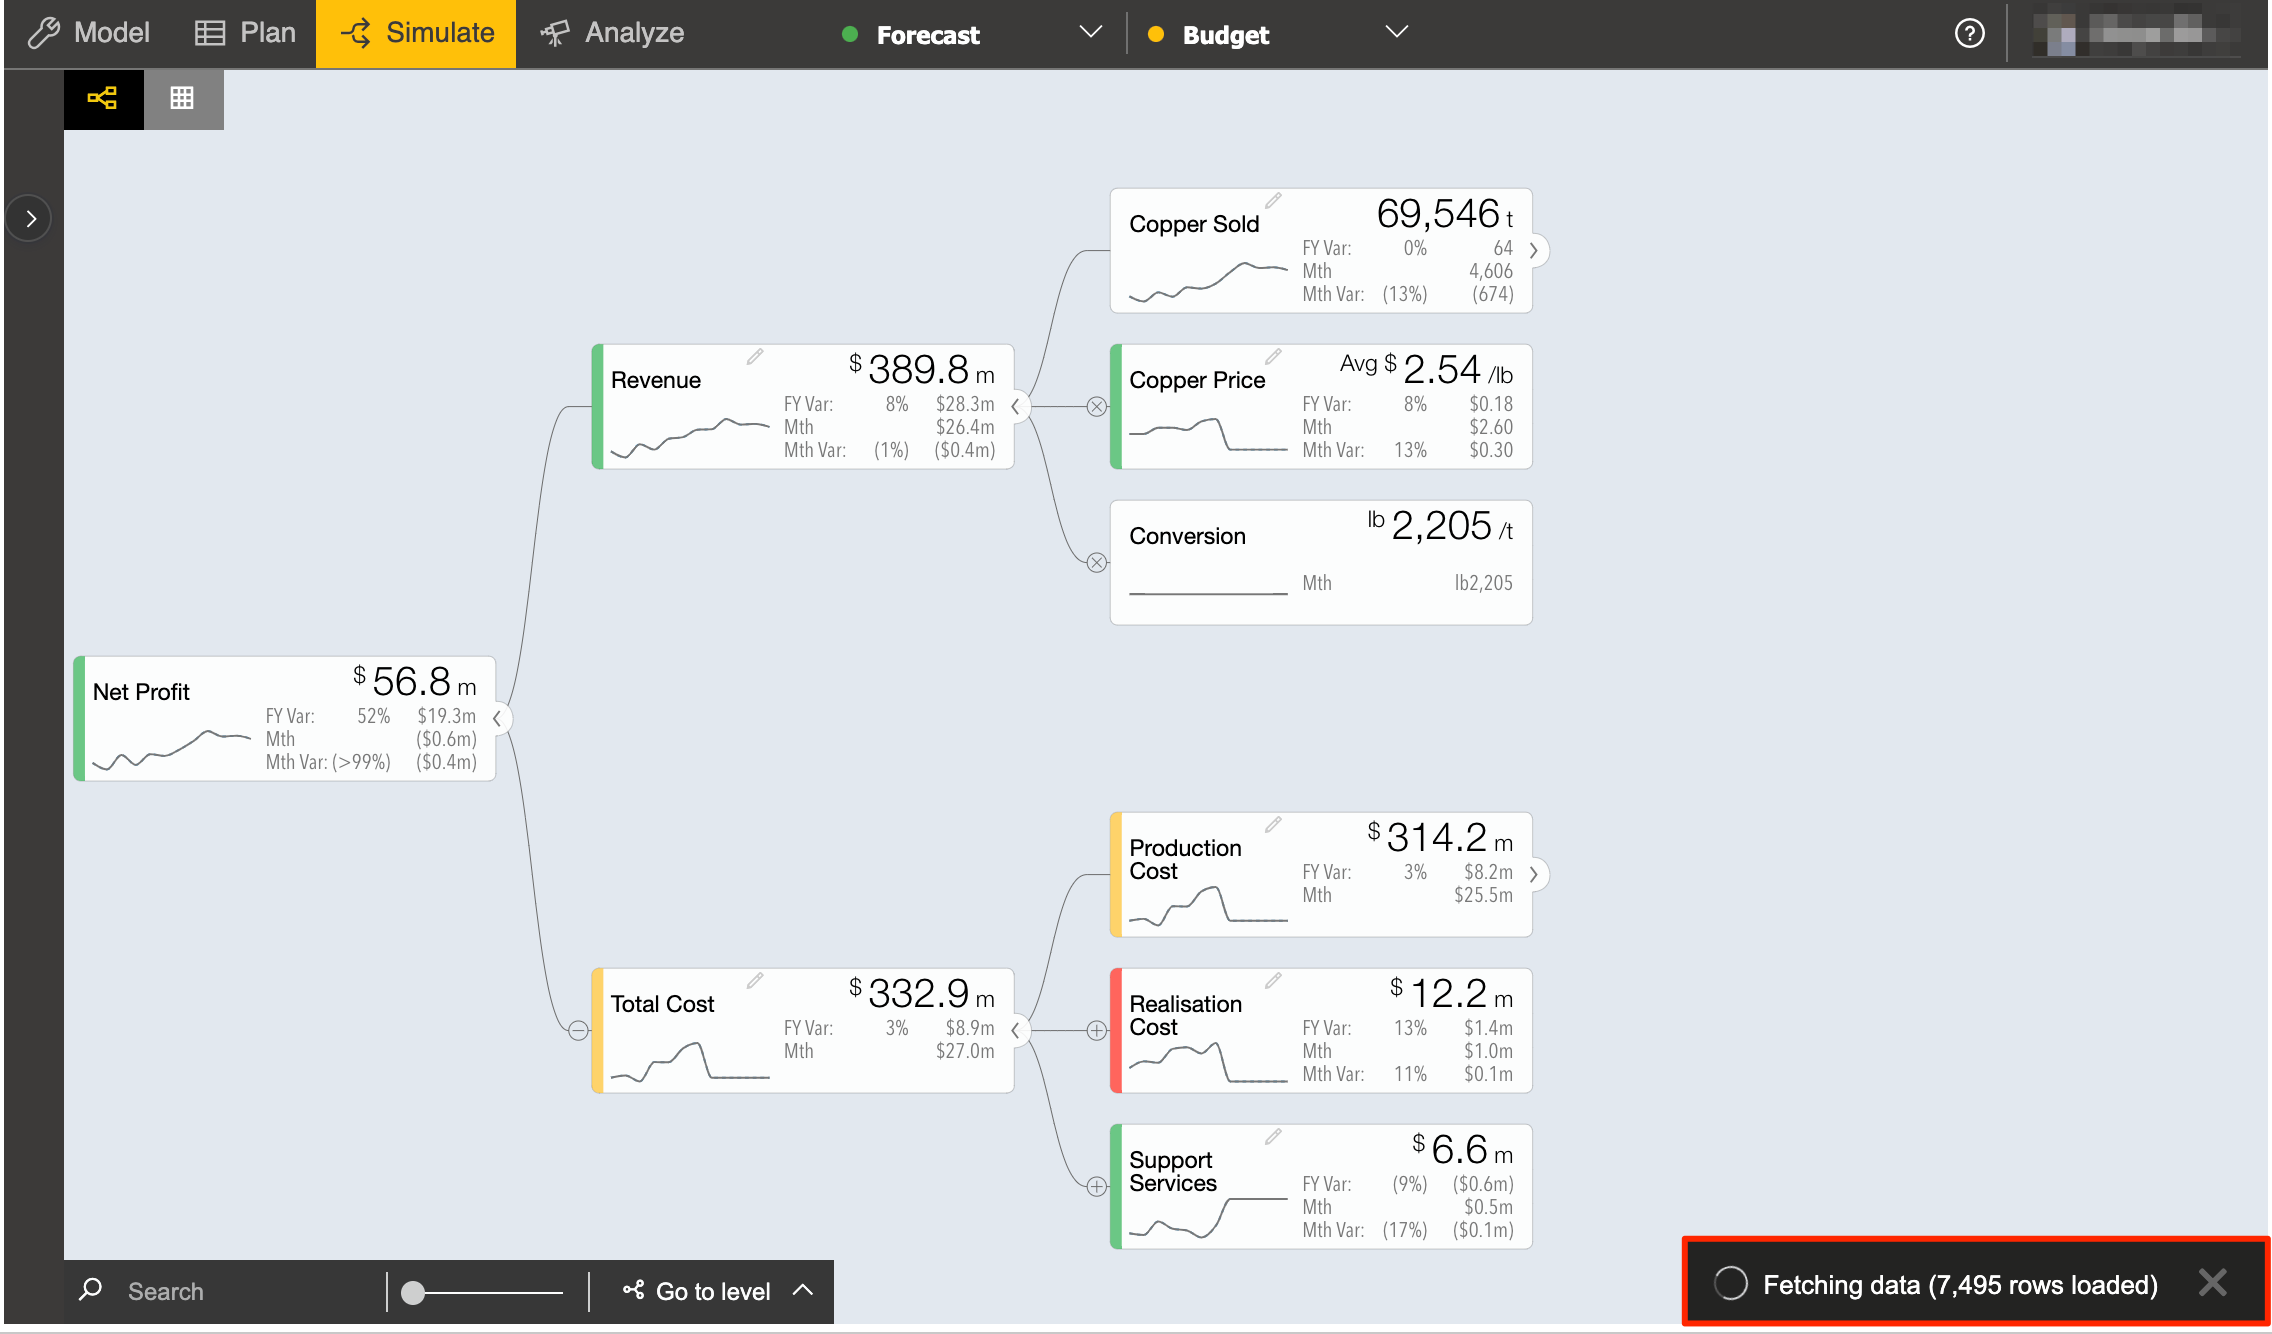 Model Plan Simulate Analyze Forecast Budget ?
Copper Sold 69,546 t
FY Var: 0% 64
Mth 4,606
Mth Var: (13%) (674)
Revenue $ 389.8 m
FY Var: 8% $28.3m
Mth $26.4m
Mth Var: (1%) ($0.4m)
Copper Price Avg $ 2.54 /lb
FY Var: 8% $0.18
Mth $2.60
Mth Var: 13% $0.30
Conversion lb 2,205 /t
Mth lb2,205
Net Profit $ 56.8 m
FY Var: 52% $19.3m
Mth ($0.6m)
Mth Var: (>99%) ($0.4m)
Production
Cost
$ 314.2 m
FY Var: 3% $8.2m
Mth $25.5m
Total Cost $ 332.9 m
FY Var: 3% $8.9m
Mth $27.0m
Realisation
Cost
$ 12.2 m
FY Var: 13% $1.4m
Mth $1.0m
Mth Var: 11% $0.1m
Support
Services
$ 6.6 m
FY Var: (9%) ($0.6m)
Mth $0.5m
Mth Var: (17%) ($0.1m)
Search Go to level
Fetching data (7,495 rows loaded)